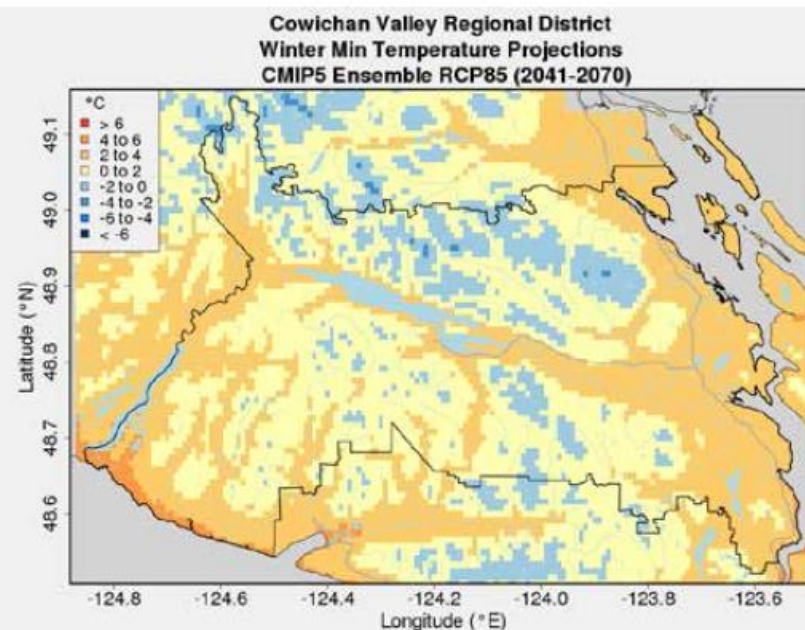 Cowichan Valley Regional District
Winter Min Temperature Projections
CMIP5 Ensemble RCP85 (2041-2070)
°C
> 6
4 to 6
2 to 4
0 to 2
-2 to 0
-4 to -2
-6 to -4
< -6
Latitude (°N)
49.1
49.0
48.9
48.8
48.7
48.6
-124.8
-124.6
-124.4
-124.2
-124.0
-123.8
-123.6
Longitude (°E)